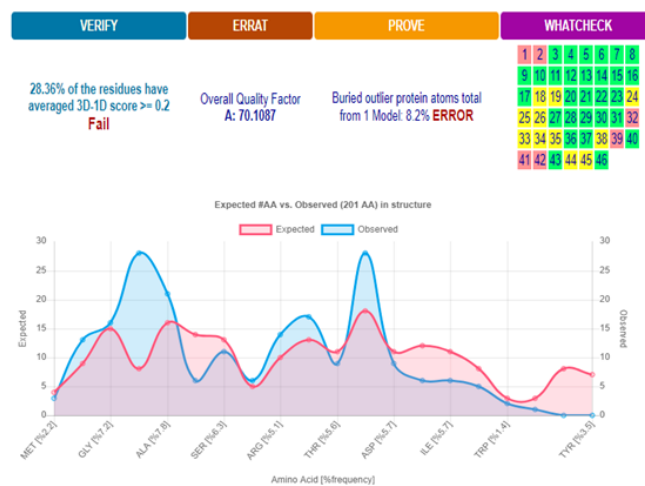 VERIFY ERRAT PROVE WHATCHECK
28.36% of the residues have
averaged 3D-1D score >= 0.2
Fail
Overall Quality Factor
A: 70.1087
Buried outlier protein atoms total
from 1 Model: 8.2% ERROR
1 2 3 4 5 6 7 8
9 10 11 12 13 14 15 16
17 18 19 20 21 22 23 24
25 26 27 28 29 30 31 32
33 34 35 36 37 38 39 40
41 42 43 44 45 46
Expected #AA vs. Observed (201 AA) in structure
Expected Observed
30 30
25 25
20 20
15 15
10 10
5 5
0 0
Expected
Observed
MET [%2.2] GLY [%7.2] ALA [%7.8] SER [%6.3] ARG [%5.1] THR [%5.6] ASP [%5.7] ILE [%5.7] TRP [%1.4] TYR [%3.5]
Amino Acid [%frequency]